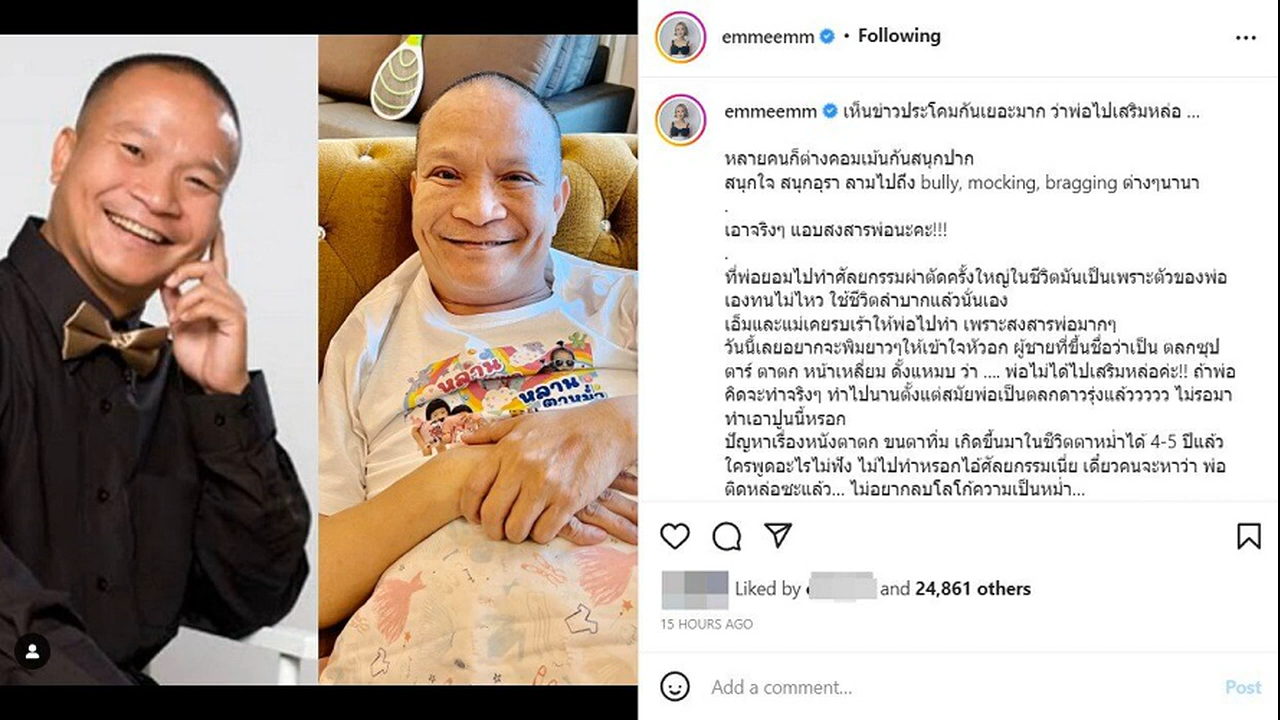 หลาน
หลาน
ตาหม่ำ
emmeemm • Following
emmeemm เห็นข่าวประโคมกันเยอะมาก ว่าพ่อไปเสริมหล่อ ...
หลายคนก็ต่างคอมเม้นกันสนุกปาก
สนุกใจ สนุกอุรา ลามไปถึง bully, mocking, bragging ต่างๆนานา
.
เอาจริงๆ แอบสงสารพ่อนะคะ!!!
.
ที่พ่อยอมไปทำศัลยกรรมผ่าตัดครั้งใหญ่ในชีวิตมันเป็นเพราะตัวของพ่อ
เองทนไม่ไหว ใช้ชีวิตลำบากแล้วนั่นเอง
เอ็มและแม่เคยรบเร้าให้พ่อไปทำ เพราะสงสารพ่อมากๆ
วันนี้เลยอยากจะพิมยาวๆให้เข้าใจหัวอก ผู้ชายที่ขึ้นชื่อว่าเป็น ตลกซุป
ตาร์ ตาตก หน้าเหลี่ยม ดั้งแหมบ ว่า .... พ่อไม่ได้ไปเสริมหล่อค่ะ!! ถ้าพ่อ
คิดจะทำจริงๆ ทำไปนานตั้งแต่สมัยพ่อเป็นตลกดาวรุ่งแล้ววววว ไม่รอมา
ทำเอาปูนนี้หรอก
ปัญหาเรื่องหนังตาตก ขนตาทิ่ม เกิดขึ้นมาในชีวิตตาหม่ำได้ 4-5 ปีแล้ว
ใครพูดอะไรไม่ฟัง ไม่ไปทำหรอกไอ้ศัลยกรรมเนี่ย เดี๋ยวคนจะหาว่า พ่อ
ติดหล่อซะแล้ว... ไม่อยากลบโลโก้ความเป็นหม่ำ...
Liked by and 24,861 others
15 HOURS AGO
Add a comment...
Post